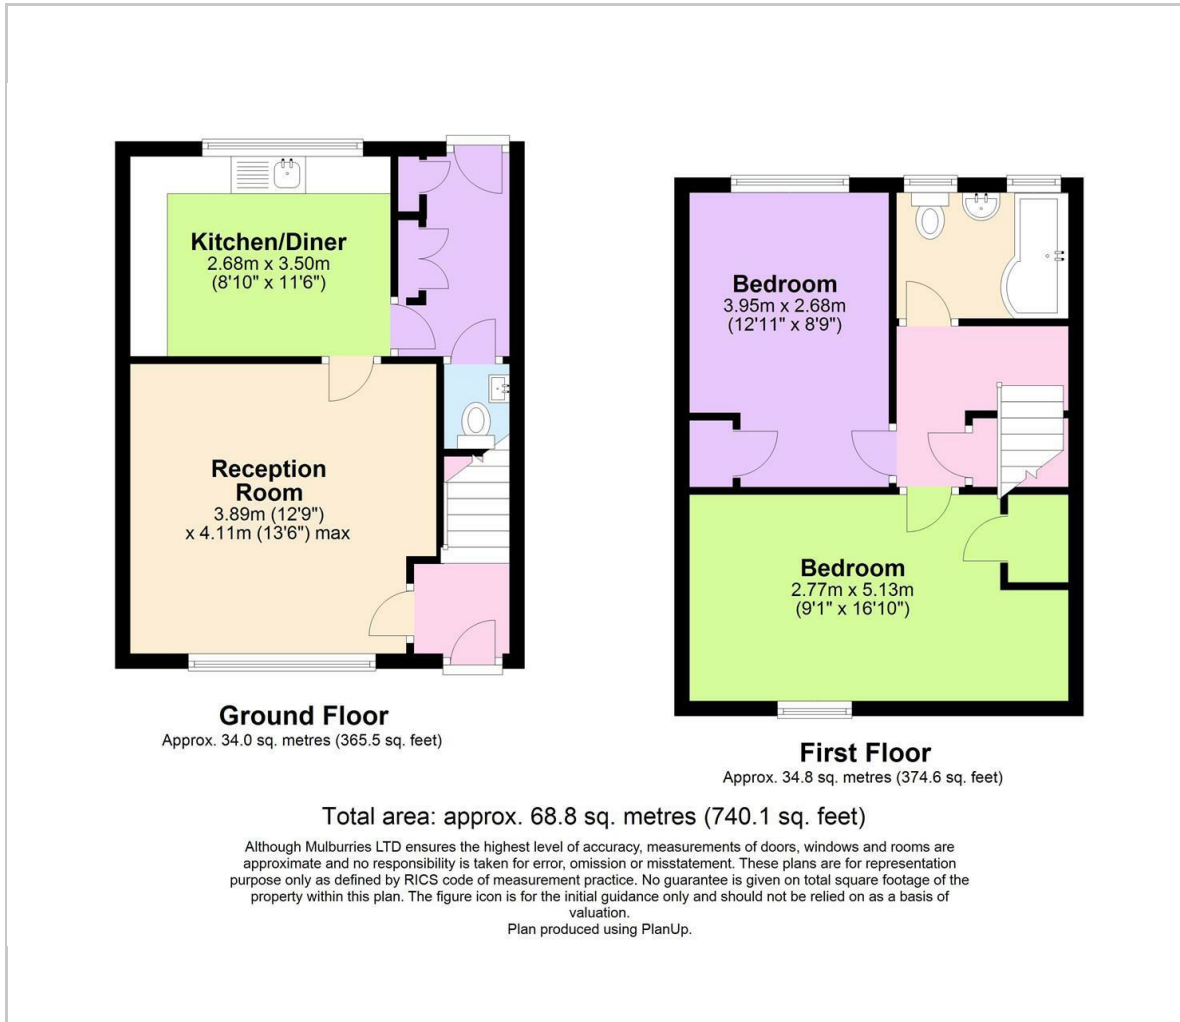 Kitchen/Diner
2.68m x 3.50m
(8'10" x 11'6")
Reception
Room
3.89m (12'9")
x 4.11m (13'6") max
Ground Floor
Approx. 34.0 sq. metres (365.5 sq. feet)
Bedroom
3.95m x 2.68m
(12'11" x 8'9")
Bedroom
2.77m x 5.13m
(9'1" x 16'10")
First Floor
Approx. 34.8 sq. metres (374.6 sq. feet)
Total area: approx. 68.8 sq. metres (740.1 sq. feet)
Although Mulburries LTD ensures the highest level of accuracy, measurements of doors, windows and rooms are
approximate and no responsibility is taken for error, omission or misstatement. These plans are for representation
purpose only as defined by RICS code of measurement practice. No guarantee is given on total square footage of the
property within this plan. The figure icon is for the initial guidance only and should not be relied on as a basis of
valuation.
Plan produced using PlanUp.